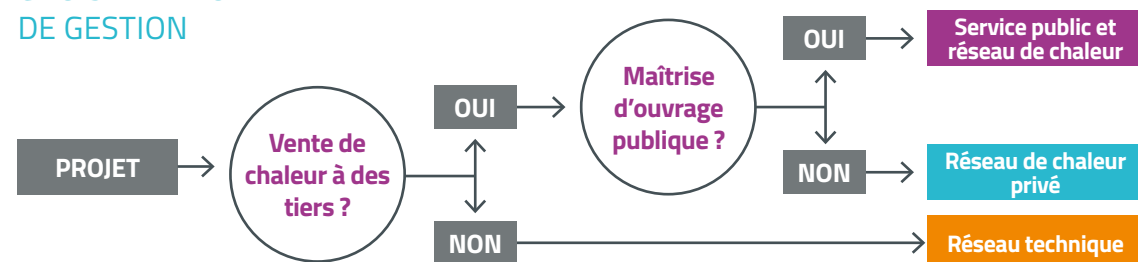 DE GESTION
PROJET
Vente de
chaleur à des
tiers ?
OUI
NON
Maîtrise
d’ouvrage
publique ?
OUI
NON
Service public et
réseau de chaleur
Réseau de chaleur
privé
Réseau technique